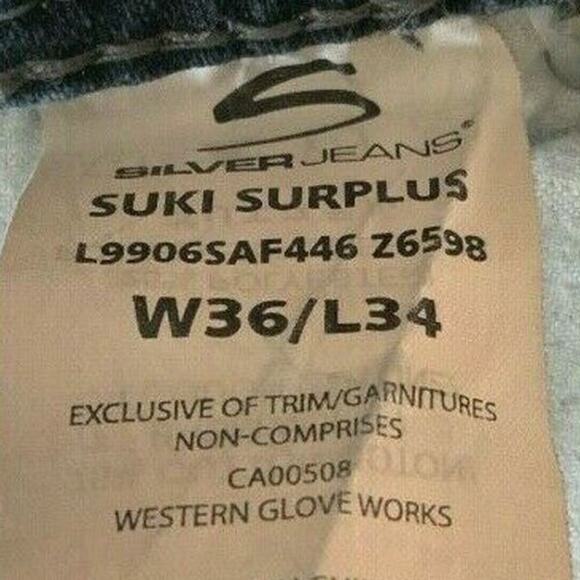 SILVER JEANS®
SUKI SURPLUS
L9906SAF446 Z6598
W36/L34
EXCLUSIVE OF TRIM/GARNITURES
NON-COMPRISES
CA00508
WESTERN GLOVE WORKS